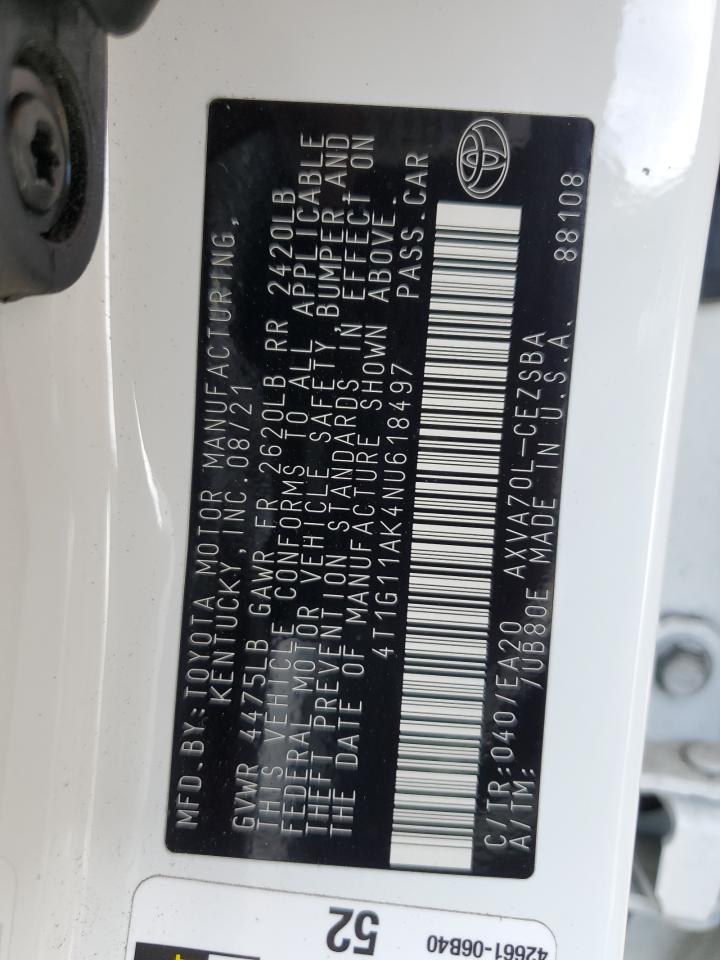 MFD.BY:TOYOTA MOTOR MANUFACTURING,
KENTUCKY, INC.08/21
GVWR 4475LB GAWR FR 2620LB RR 2420LB
THIS VEHICLE CONFORMS TO ALL APPLICABLE
FEDERAL MOTOR VEHICLE SAFETY,BUMPER,AND
THEFT PREVENTION STANDARDS IN EFFECT ON
THE DATE OF MANUFACTURE SHOWN ABOVE.
4T1G11AK4NU618497 PASS.CAR
C/TR:040/EA20 AXVA70L-CEZSBA
A/TM: /UB80E MADE IN U.S.A. 88108
52
42661-06B40